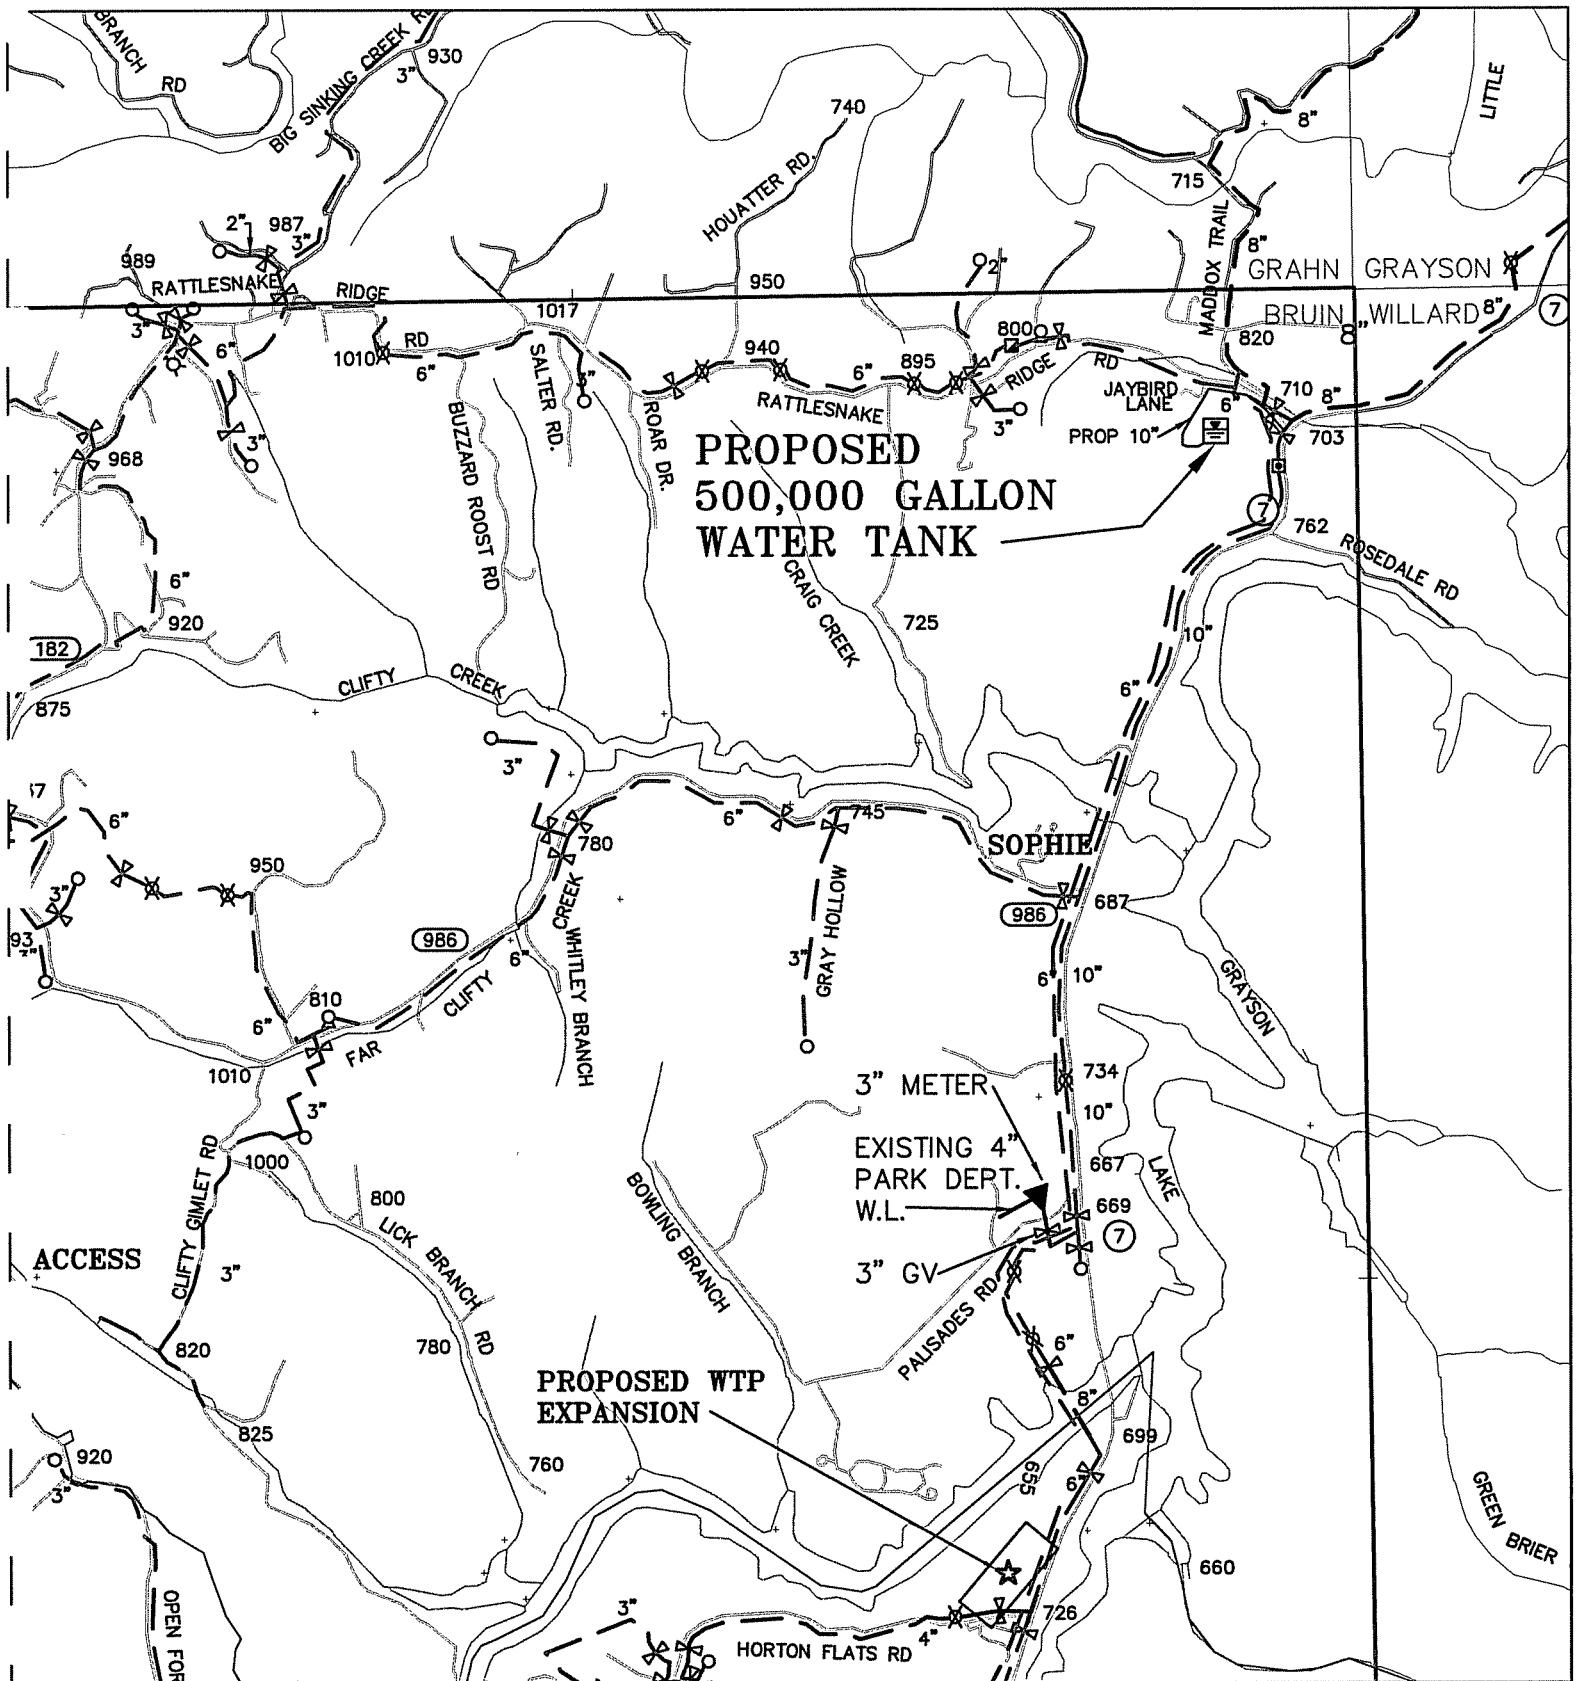 BRANCH
RD
BIG SINKING CREEK RD
930
3"
740
HOUATTER RD.
8"
LITTLE
715
MADDOX TRAIL
8"
2"
987
3"
989
RATTLESNAKE
RIDGE
950
2"
GRAHN
GRAYSON
BRUIN
WILLARD
8"
7
8"
3"
6"
1010
RD
6"
1017
SALTER RD.
3"
940
6"
895
800
RIDGE
RD
820
JAYBIRD
LANE
6"
710
8"
703
RATTLESNAKE
3"
PROP 10"
968
3"
BUZZARD ROOST RD
ROAR DR.
PROPOSED
500,000 GALLON
WATER TANK
7
762
ROSEDALE RD
6"
920
182
875
CRAIG CREEK
725
10"
6"
CLIFTY
CREEK
3"
37
6"
950
3"
93
3"
780
6"
745
SOPHIE
986
687
986
CREEK
WHITLEY BRANCH
6"
CLIFTY
FAR
GRAY HOLLOW
3"
6"
10"
GRAYSON
810
6"
1010
3"
734
10"
3" METER
EXISTING 4"
PARK DEPT.
W.L.
667
669
7
LAKE
3" GV
CLIFTY GIMLET RD
1000
800
LICK BRANCH
RD
3"
ACCESS
BOWLING BRANCH
PALISADES RD
820
780
6"
8"
PROPOSED WTP
EXPANSION
825
920
3"
760
699
655
6"
GREEN BRIER
660
OPEN FOR
3"
726
4"
HORTON FLATS RD